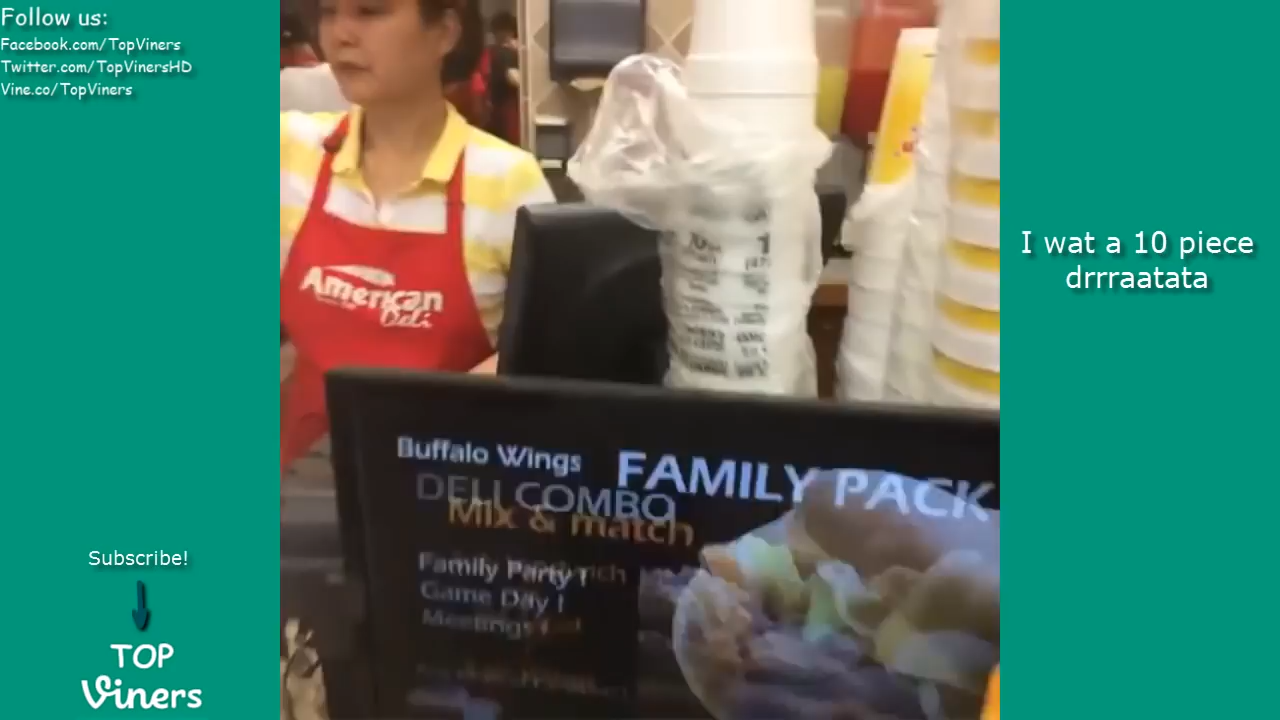 Follow us:
Facebook.com/TopViners
Twitter.com/TopVinersHD
Vine.co/TopViners
I wat a 10 piece
drrraatata
American
Deli
Buffalo Wings
FAMILY PACK
DELI COMBO
Mix & match
Family Party !
Game Day !
Meetings !
Subscribe!
TOP
Viners